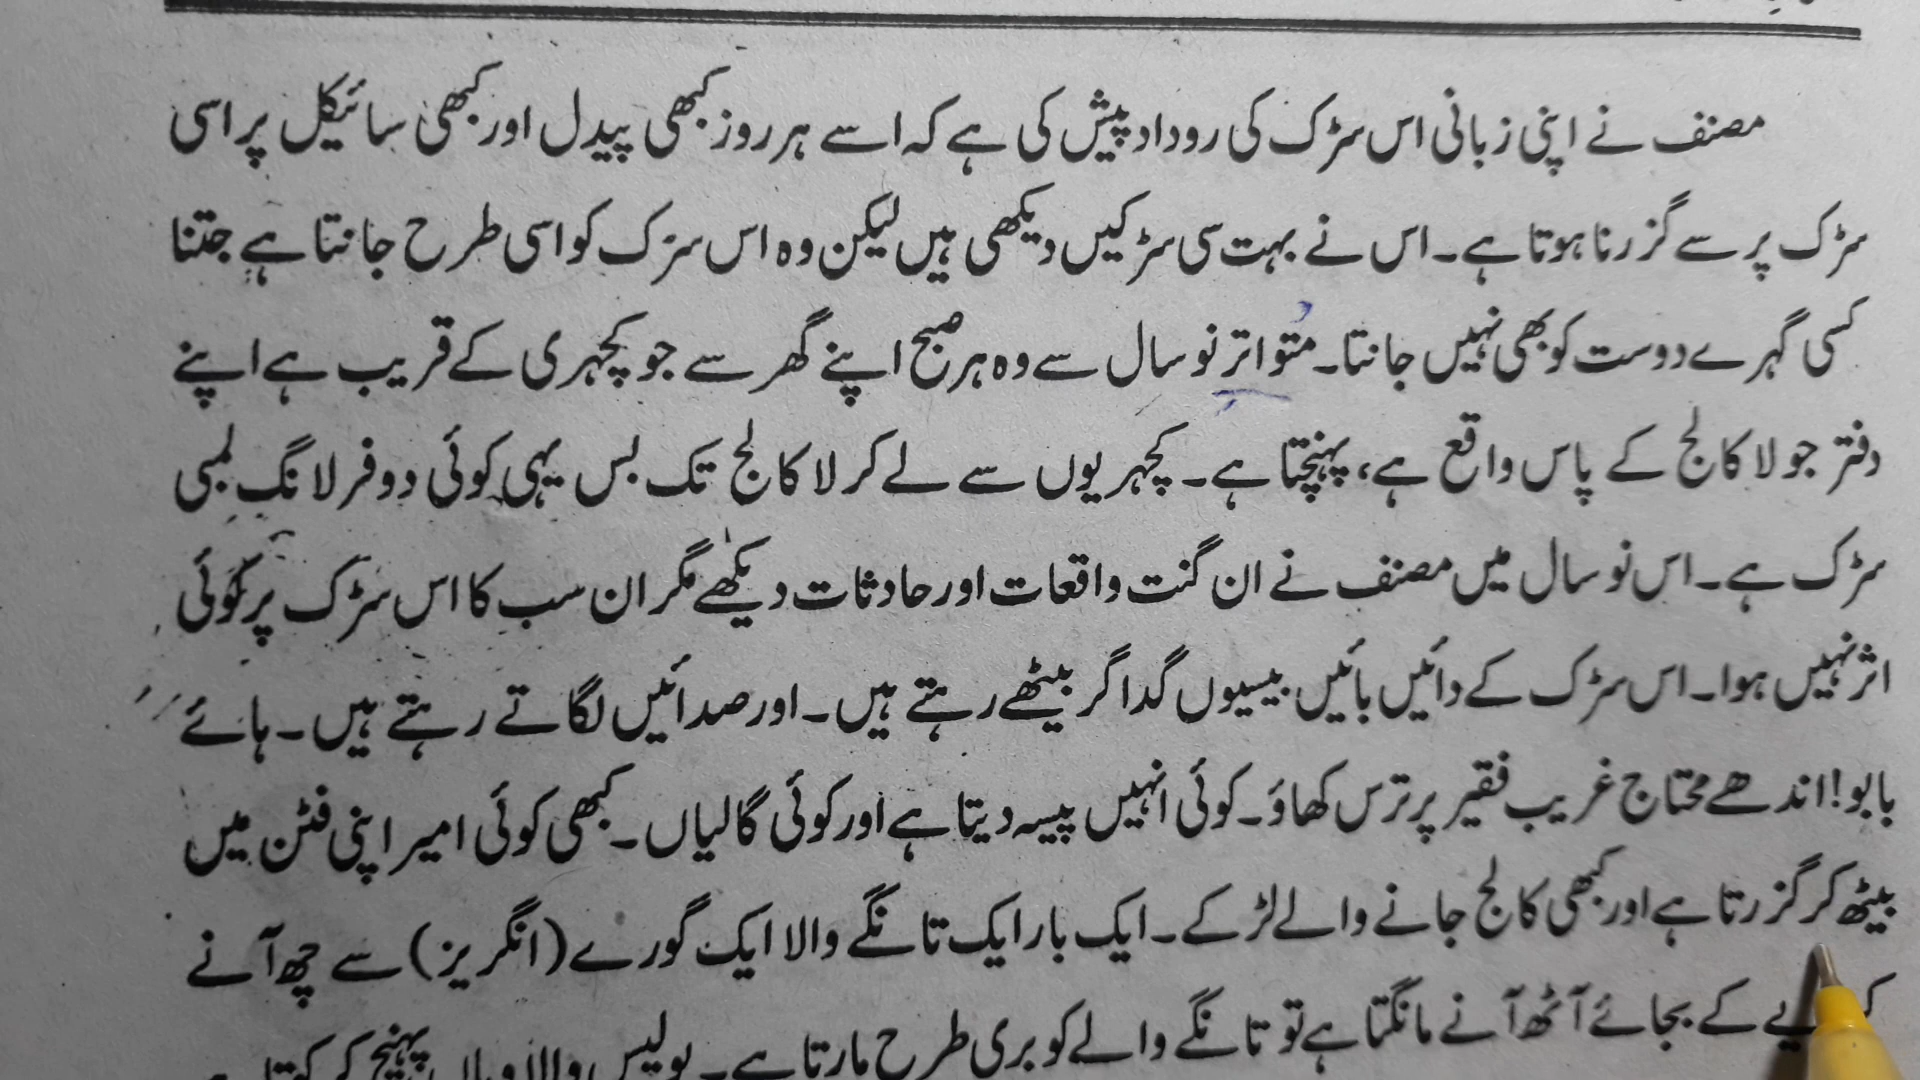 مصنف نے اپنی زبانی اس سڑک کی روداد پیش کی ہے کہ اسے ہر روز کبھی پیدل اور کبھی سائیکل پر اسی
سڑک پر سے گزرنا ہوتا ہے۔ اس نے بہت سی سڑکیں دیکھی ہیں لیکن وہ اس سڑک کو اسی طرح جانتا ہے جتنا
کسی گہرے دوست کو بھی نہیں جانتا۔ متواتر نو سال سے وہ ہر صبح اپنے گھر سے جو کچہری کے قریب ہے اپنے
دفتر جو لا کالج کے پاس واقع ہے، پہنچتا ہے۔ کچہریوں سے لے کر لا کالج تک بس یہی کوئی دو فرلانگ لمبی
سڑک ہے۔ اس نو سال میں مصنف نے ان گنت واقعات اور حادثات دیکھے مگر ان سب کا اس سڑک پر کوئی
اثر نہیں ہوا۔ اس سڑک کے دائیں بائیں بیسیوں گداگر بیٹھے رہتے ہیں۔ اور صدائیں لگاتے رہتے ہیں۔ ہائے
بابو! اندھے محتاج غریب فقیر پر ترس کھاؤ۔ کوئی انہیں پیسہ دیتا ہے اور کوئی گالیاں۔ کبھی کوئی امیر اپنی فٹن میں
بیٹھ کر گزرتا ہے اور کبھی کالج جانے والے لڑکے۔ ایک بار ایک تانگے والا ایک گورے (انگریز) سے چھ آنے
کے بجائے آٹھ آنے مانگتا ہے تو تانگے والے کو بری طرح مارتا ہے۔ پولیس والا وہاں پہنچ کر